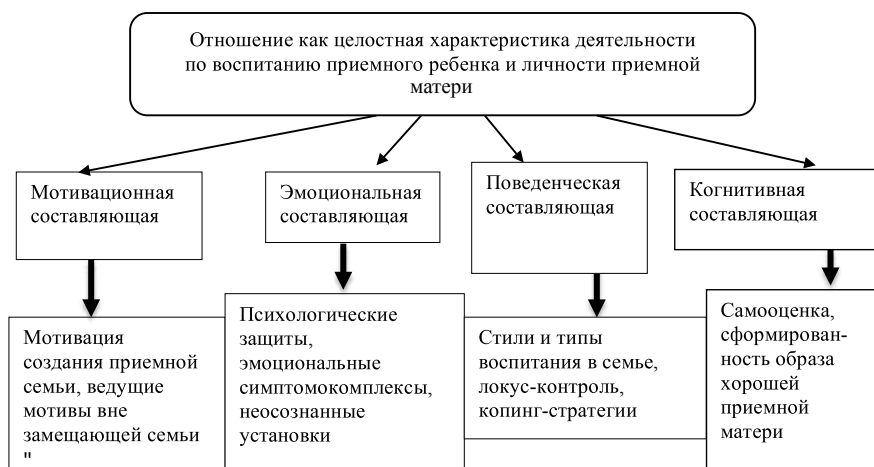 Отношение как целостная характеристика деятельности
по воспитанию приемного ребенка и личности приемной
матери
Мотивационная
составляющая
Эмоциональная
составляющая
Поведенческая
составляющая
Когнитивная
составляющая
Мотивация
создания приемной
семьи, ведущие
мотивы вне
замещающей семьи
"
Психологические
защиты,
эмоциональные
симптомокомплексы,
неосознанные
установки
Стили и типы
воспитания в семье,
локус-контроль,
копинг-стратегии
Самооценка,
сформирован-
ность образа
хорошей
приемной
матери